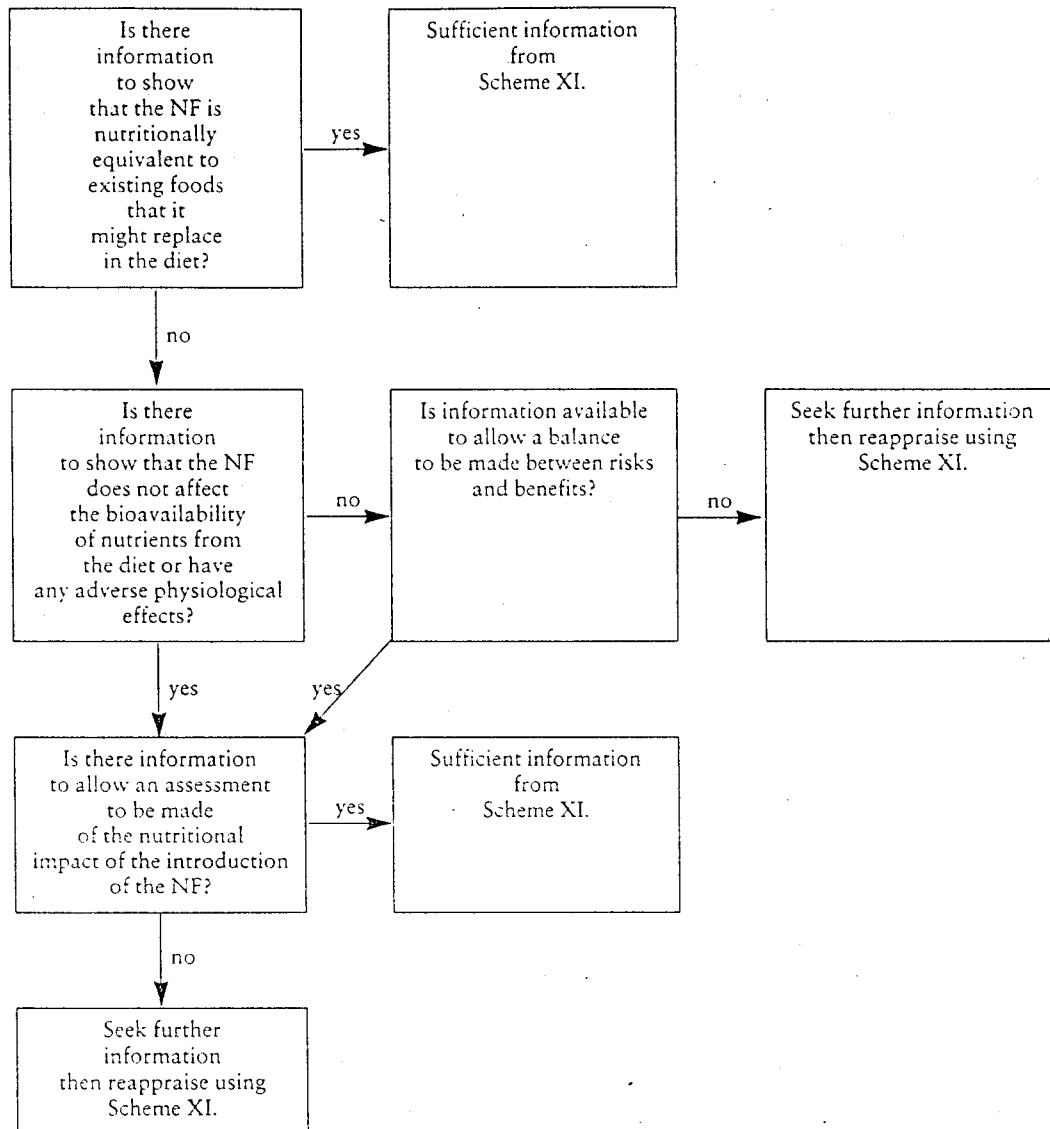 Is there
information
to show
that the NF is
nutritionally
equivalent to
existing foods
that it
might replace
in the diet?
yes
Sufficient information
from
Scheme XI.
no
Is there
information
to show that the NF
does not affect
the bioavailability
of nutrients from
the diet or have
any adverse physiological
effects?
no
Is information available
to allow a balance
to be made between risks
and benefits?
no
Seek further information
then reappraise using
Scheme XI.
yes
yes
Is there information
to allow an assessment
to be made
of the nutritional
impact of the introduction
of the NF?
yes
Sufficient information
from
Scheme XI.
no
Seek further
information
then reappraise using
Scheme XI.